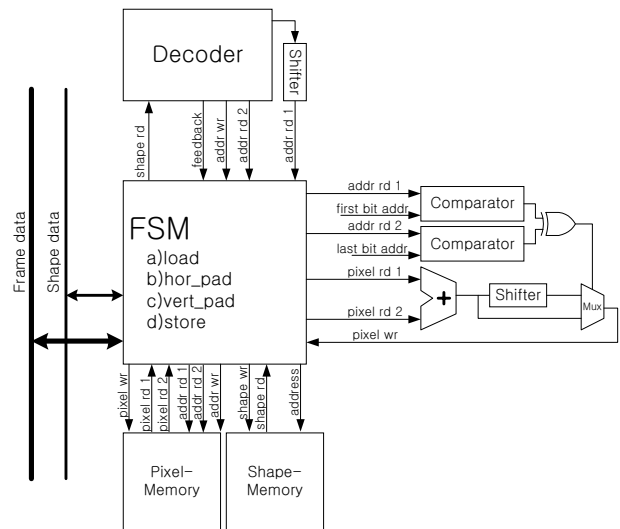 Decoder
Shifter
shape rd
feedback
addr wr
addr rd 2
addr rd 1
Frame data
Shape data
FSM
a)load
b)hor_pad
c)vert_pad
d)store
addr rd 1
first bit addr
addr rd 2
last bit addr
pixel rd 1
pixel rd 2
pixel wr
Comparator
Comparator
+
Shifter
Mux
pixel wr
pixel rd 1
pixel rd 2
addr rd 1
addr rd 2
addr wr
shape wr
shape rd
address
Pixel-
Memory
Shape-
Memory